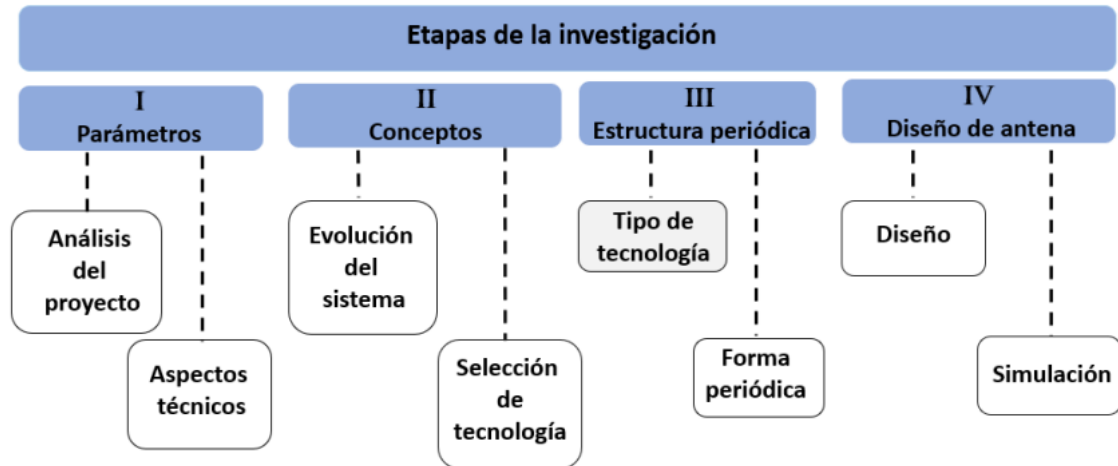 Etapas de la investigación
I
Parámetros
II
Conceptos
III
Estructura periódica
IV
Diseño de antena
Análisis
del
proyecto
Aspectos
técnicos
Evolución
del
sistema
Selección
de
tecnología
Tipo de
tecnología
Forma
periódica
Diseño
Simulación